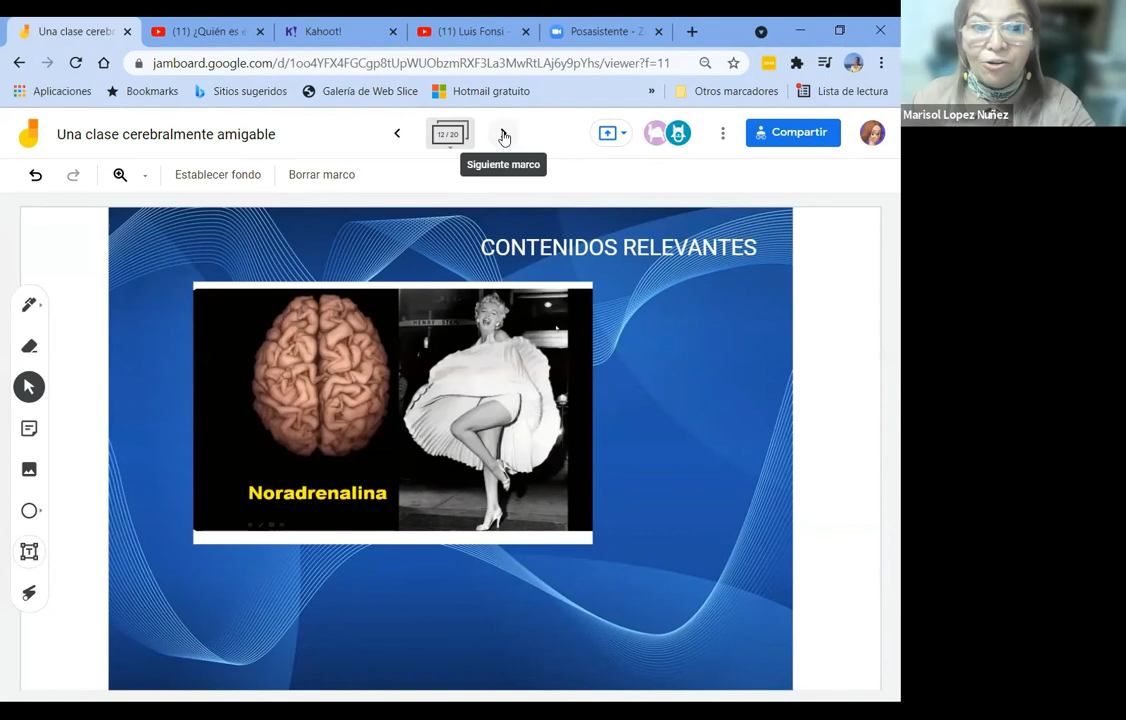 Una clase cerebr
(11) ¿Quién es e
Kahoot!
(11) Luis Fonsi -
Posasistente - Z
jamboard.google.com/d/1oo4YFX4FGCgp8tUpWUObzmRXF3La3MwRtLAj6y9pYhs/viewer?f=11
Aplicaciones
Bookmarks
Sitios sugeridos
Galería de Web Slice
Hotmail gratuito
»
Otros marcadores
Lista de lectura
Marisol Lopez Nuñez
Una clase cerebralmente amigable
12 / 20
Compartir
Siguiente marco
Establecer fondo
Borrar marco
CONTENIDOS RELEVANTES
Noradrenalina